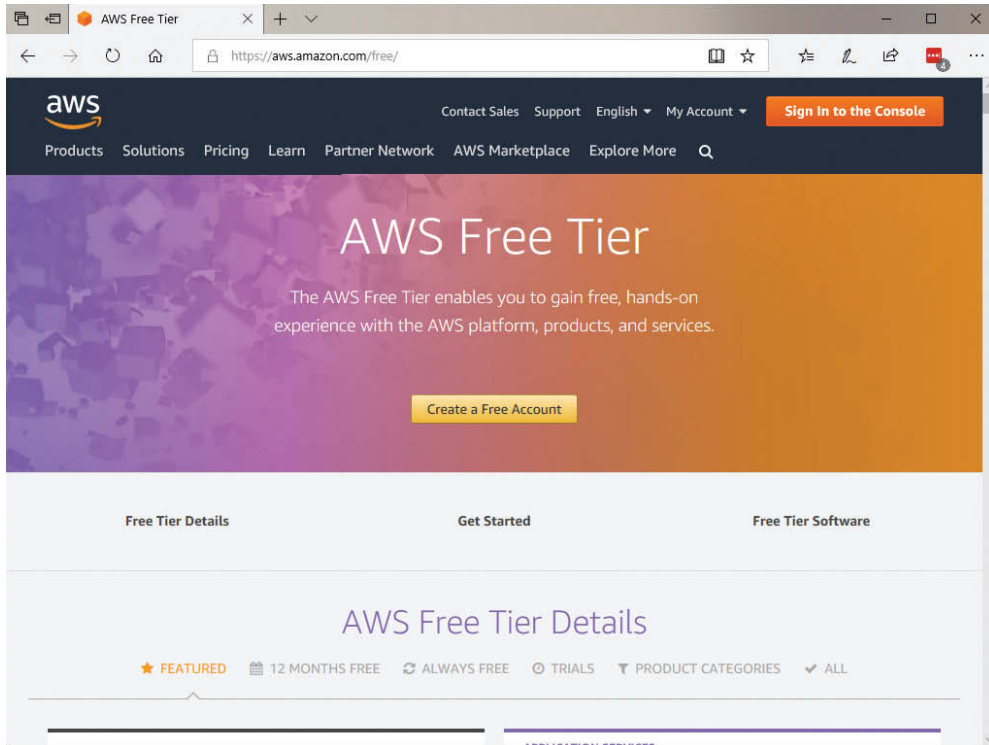 AWS Free Tier
https://aws.amazon.com/free/
4
aws
Contact Sales Support English My Account Sign In to the Console
Products Solutions Pricing Learn Partner Network AWS Marketplace Explore More
AWS Free Tier
The AWS Free Tier enables you to gain free, hands-on
experience with the AWS platform, products, and services.
Create a Free Account
Free Tier Details Get Started Free Tier Software
AWS Free Tier Details
FEATURED 12 MONTHS FREE ALWAYS FREE TRIALS PRODUCT CATEGORIES ALL
APPLICATION SERVICES